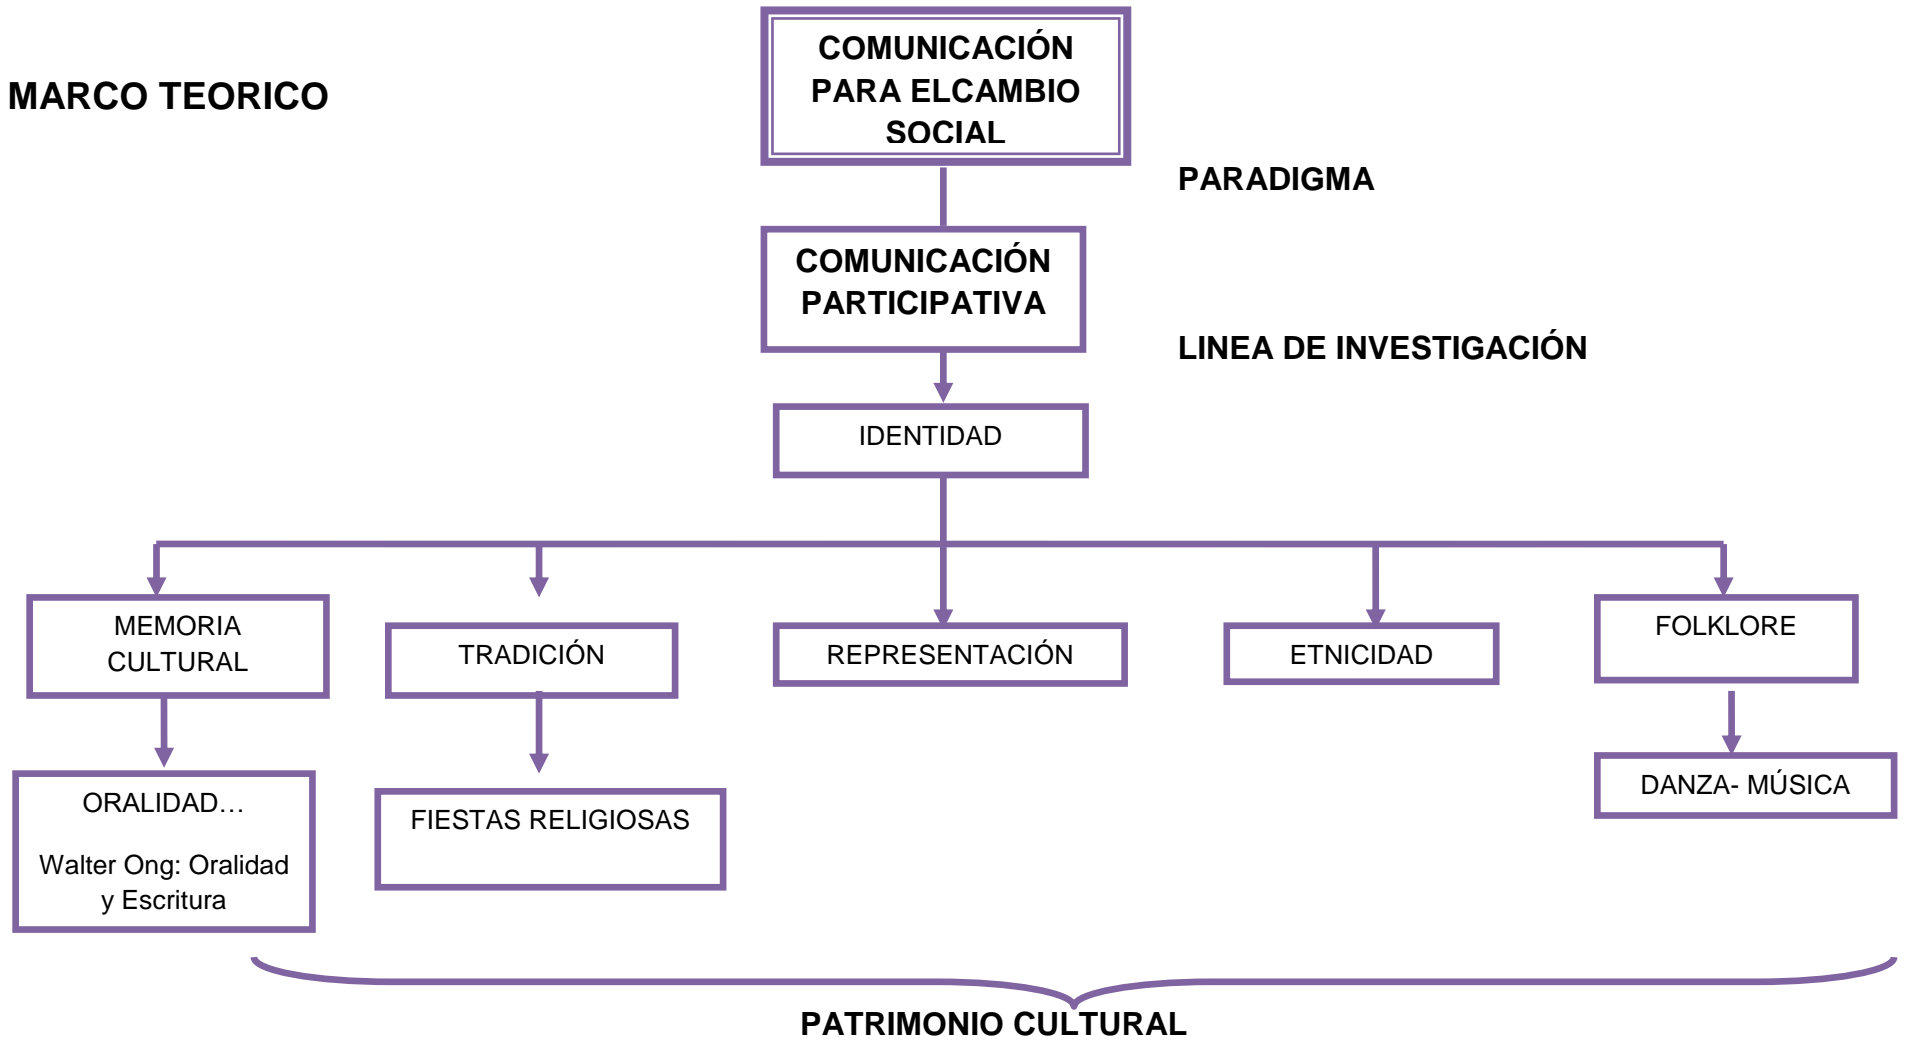 MARCO TEORICO
COMUNICACIÓN
PARA ELCAMBIO
SOCIAL
PARADIGMA
COMUNICACIÓN
PARTICIPATIVA
LINEA DE INVESTIGACIÓN
IDENTIDAD
MEMORIA
CULTURAL
TRADICIÓN
REPRESENTACIÓN
ETNICIDAD
FOLKLORE
ORALIDAD…
Walter Ong: Oralidad
y Escritura
FIESTAS RELIGIOSAS
DANZA- MÚSICA
PATRIMONIO CULTURAL